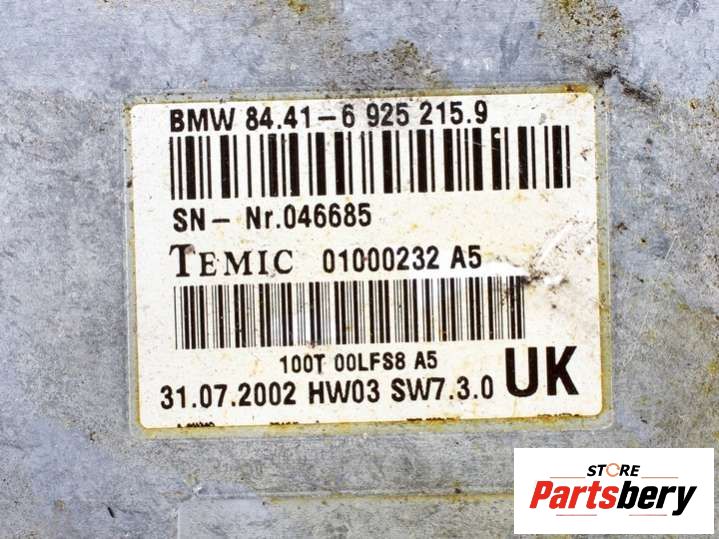 BMW 84.41-6 925 215.9
SN- Nr.046685
TEMIC 01000232 A5
100T 00LFS8 A5
31.07.2002 HW03 SW7.3.0 UK
STORE
Partsbery